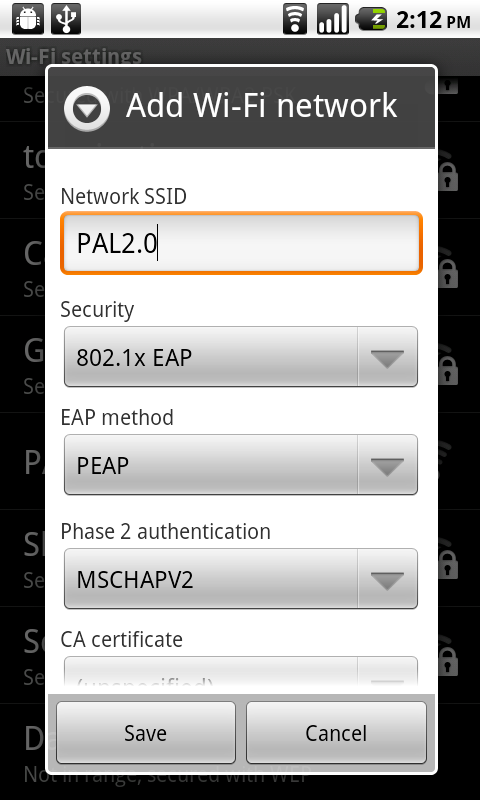 2:12 PM
Wi-Fi settings
Add Wi-Fi network
Network SSID
PAL2.0
Security
802.1x EAP
EAP method
PEAP
Phase 2 authentication
MSCHAPV2
CA certificate
(unspecified)
Save
Cancel
Not in range, secured with WEP